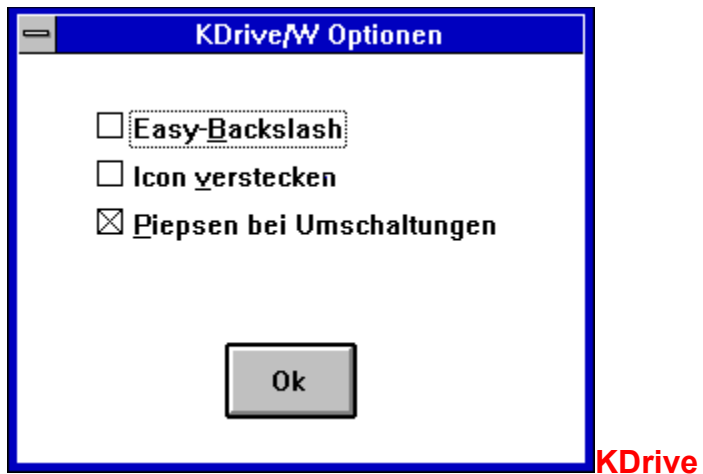 KDrive/W Optionen
Easy-Backslash
Icon verstecken
Piepsen bei Umschaltungen
Ok
KDrive